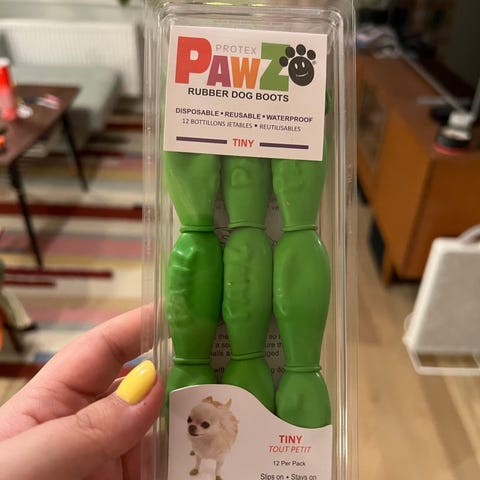 PROTEX
PAWZ
RUBBER DOG BOOTS
DISPOSABLE • REUSABLE • WATERPROOF
12 BOTTILLONS JETABLES • REUTILISABLES
TINY
TINY
TOUT PETIT
12 Per Pack
Slips on • Stays on